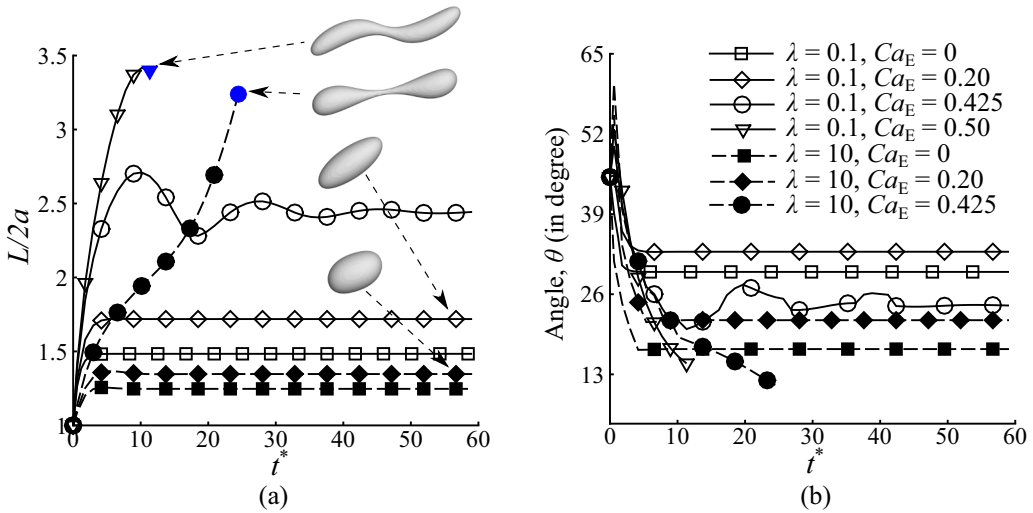 3.5
3
2.5
2
1.5
1
0
10
20
30
40
50
60
L/2a
t*
(a)
65
52
39
26
13
0
10
20
30
40
50
60
Angle, θ (in degree)
t*
(b)
λ = 0.1, CaE = 0
λ = 0.1, CaE = 0.20
λ = 0.1, CaE = 0.425
λ = 0.1, CaE = 0.50
λ = 10, CaE = 0
λ = 10, CaE = 0.20
λ = 10, CaE = 0.425